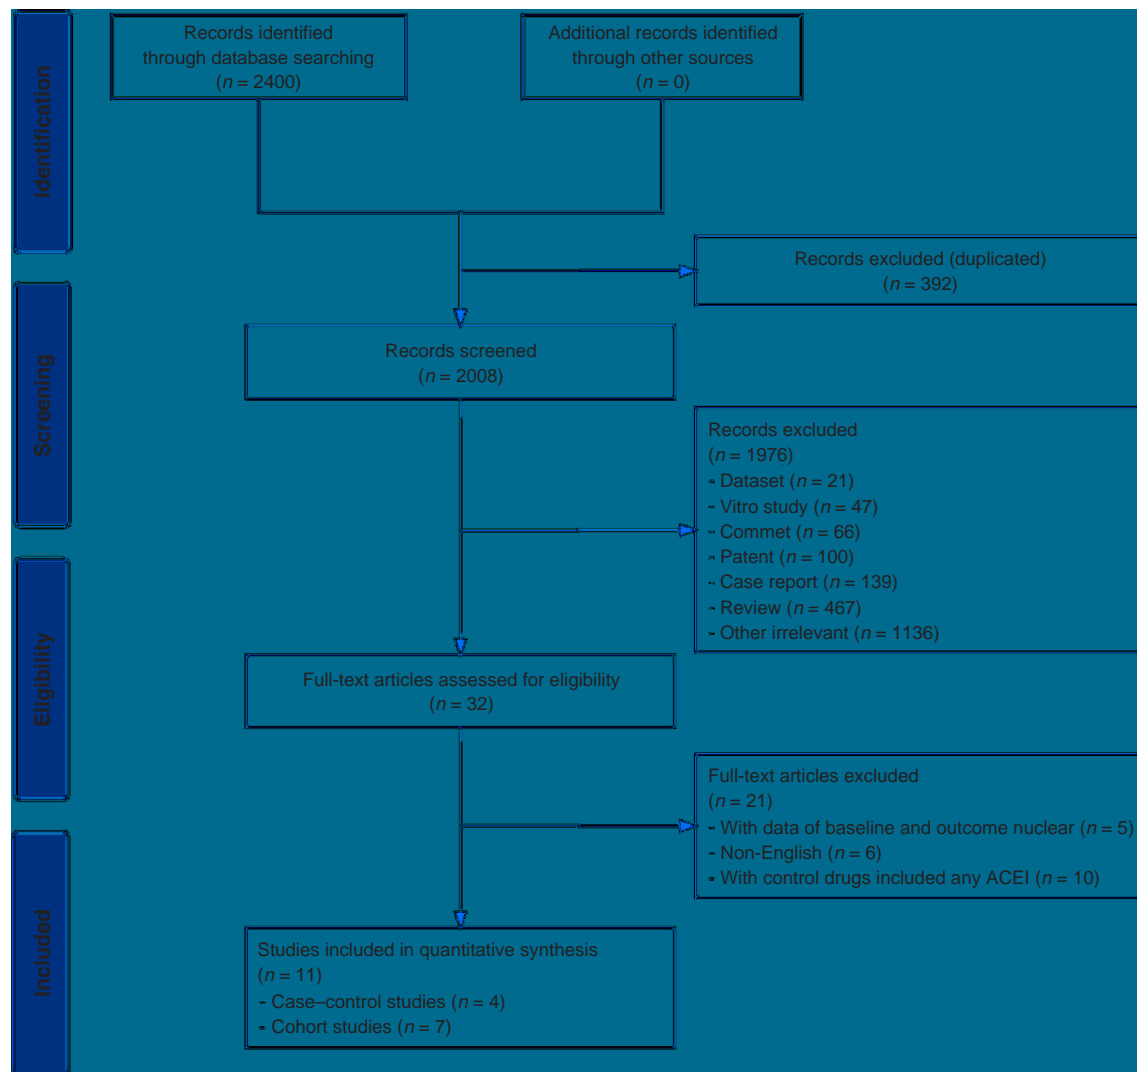 Identification
Records identified
through database searching
(n = 2400)
Additional records identified
through other sources
(n = 0)
Records excluded (duplicated)
(n = 392)
Screening
Records screened
(n = 2008)
Records excluded
(n = 1976)
- Dataset (n = 21)
- Vitro study (n = 47)
- Commet (n = 66)
- Patent (n = 100)
- Case report (n = 139)
- Review (n = 467)
- Other irrelevant (n = 1136)
Eligibility
Full-text articles assessed for eligibility
(n = 32)
Full-text articles excluded
(n = 21)
- With data of baseline and outcome nuclear (n = 5)
- Non-English (n = 6)
- With control drugs included any ACEI (n = 10)
Included
Studies included in quantitative synthesis
(n = 11)
- Case–control studies (n = 4)
- Cohort studies (n = 7)